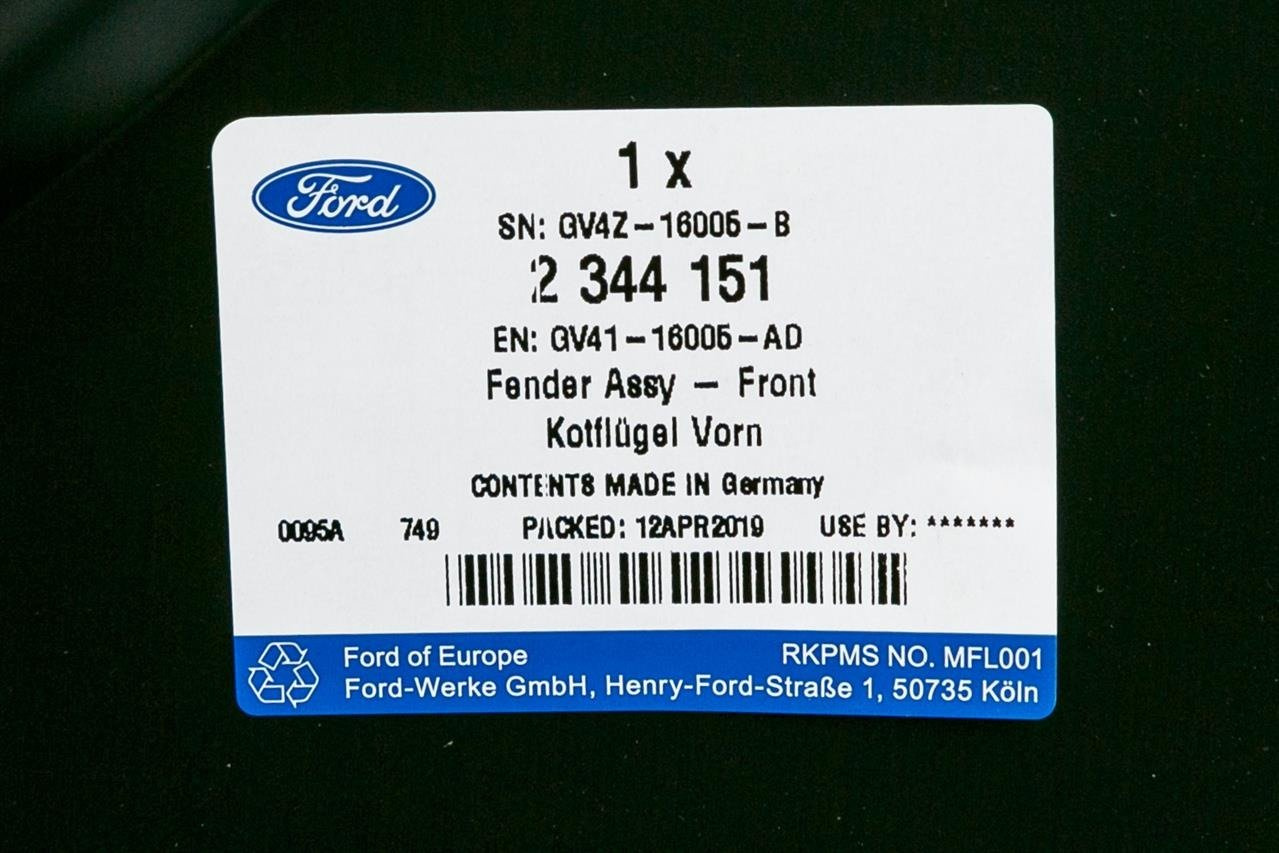 Ford
1 x
SN: GV4Z-16005-B
2 344 151
EN: GV41-16005-AD
Fender Assy - Front
Kotflügel Vorn
CONTENTS MADE IN Germany
0095A 749 PACKED: 12APR2019 USE BY: *******
Ford of Europe RKPMS NO. MFL001
Ford-Werke GmbH, Henry-Ford-Straße 1, 50735 Köln